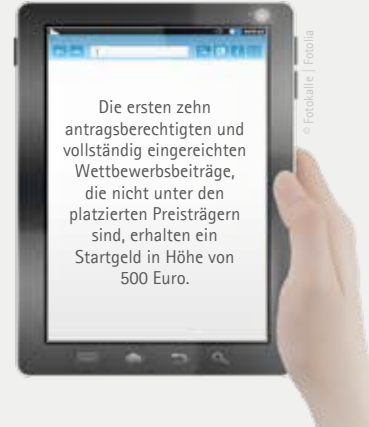 © Fotokalle | Fotolia
Die ersten zehn
antragsberechtigten und
vollständig eingereichten
Wettbewerbsbeiträge,
die nicht unter den
platzierten Preisträgern
sind, erhalten ein
Startgeld in Höhe von
500 Euro.